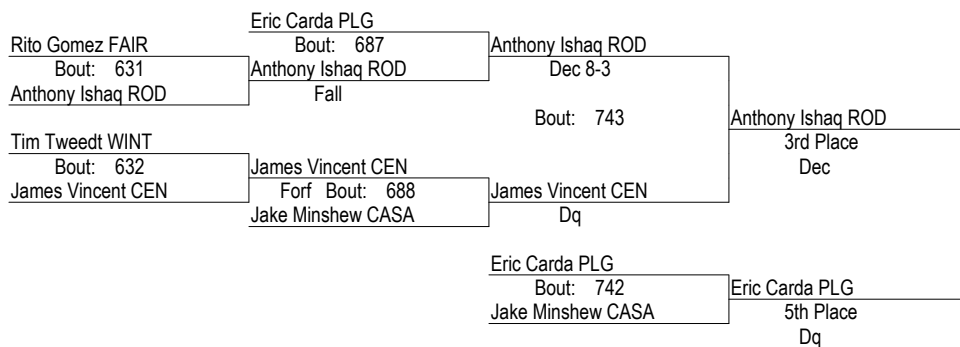 Eric Carda PLG
Rito Gomez FAIR
Bout: 687
Anthony Ishaq ROD
Bout: 631
Anthony Ishaq ROD
Dec 8-3
Anthony Ishaq ROD
Fall
Bout: 743
Anthony Ishaq ROD
Tim Tweedt WINT
3rd Place
Bout: 632
James Vincent CEN
Dec
James Vincent CEN
Forf Bout: 688
James Vincent CEN
Jake Minshew CASA
Dq
Eric Carda PLG
Bout: 742
Eric Carda PLG
Jake Minshew CASA
5th Place
Dq